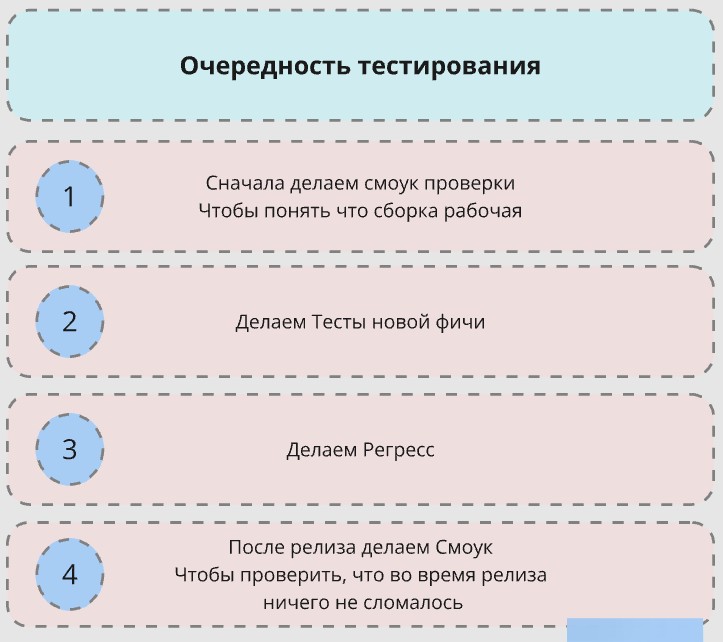 Очередность тестирования
1
Сначала делаем смоук проверки
Чтобы понять что сборка рабочая
2
Делаем Тесты новой фичи
3
Делаем Регресс
4
После релиза делаем Смоук
Чтобы проверить, что во время релиза
ничего не сломалось